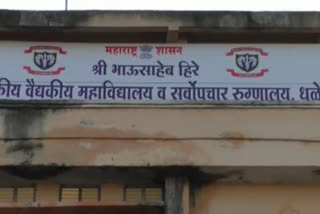 महाराष्ट्र शासन
श्री भाऊसाहेब हिरे
वैद्यकीय महाविद्यालय व सर्वोपचार रुग्णालय,